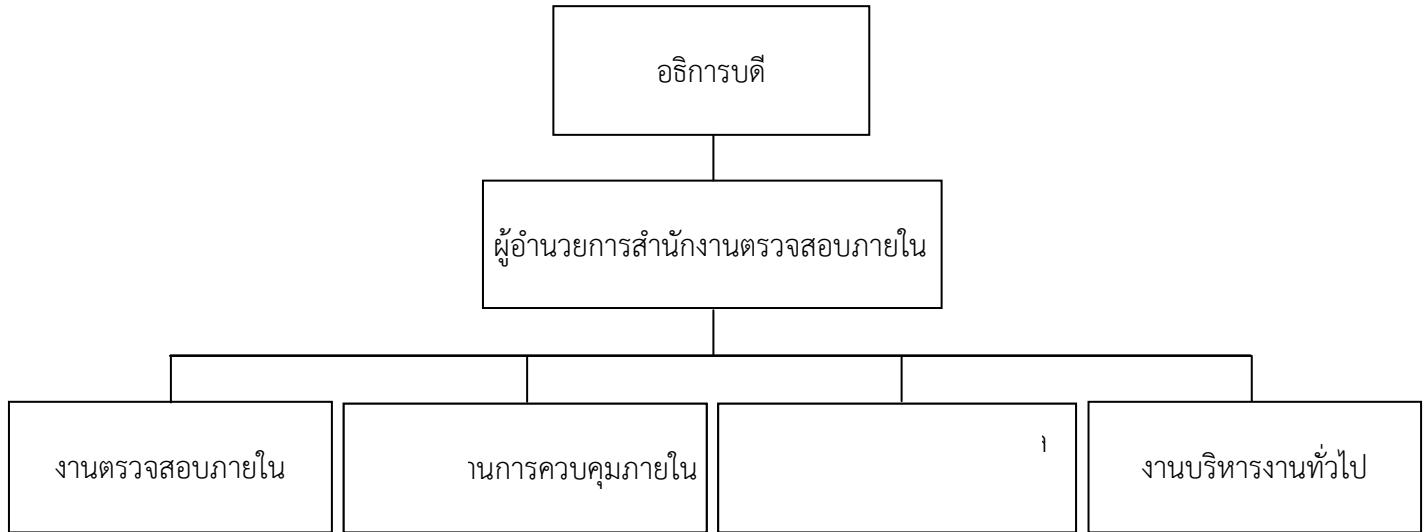 อธิการบดี
ผู้อำนวยการสำนักงานตรวจสอบภายใน
งานตรวจสอบภายใน
านการควบคุมภายใน
งานบริหารงานทั่วไป